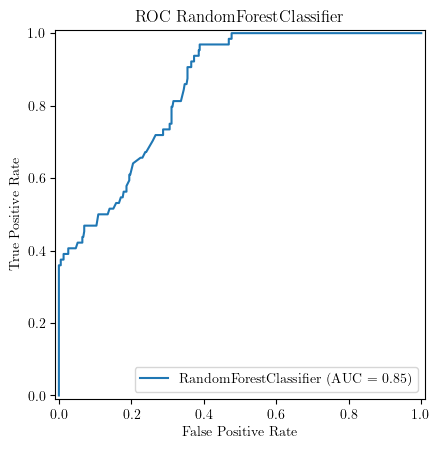 ROC RandomForestClassifier
1.0
0.8
0.6
0.4
0.2
0.0
True Positive Rate
0.0 0.2 0.4 0.6 0.8 1.0
False Positive Rate
RandomForestClassifier (AUC = 0.85)